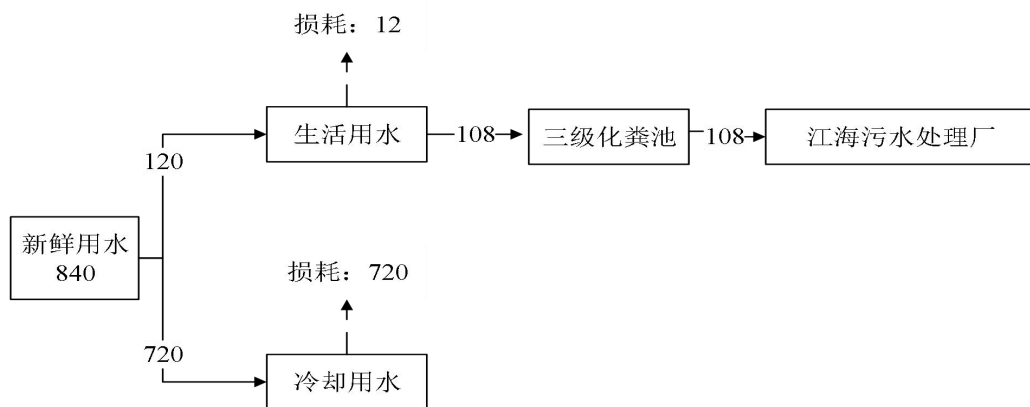 损耗：12
生活用水
108
三级化粪池
108
江海污水处理厂
120
新鲜用水
840
损耗：720
720
冷却用水